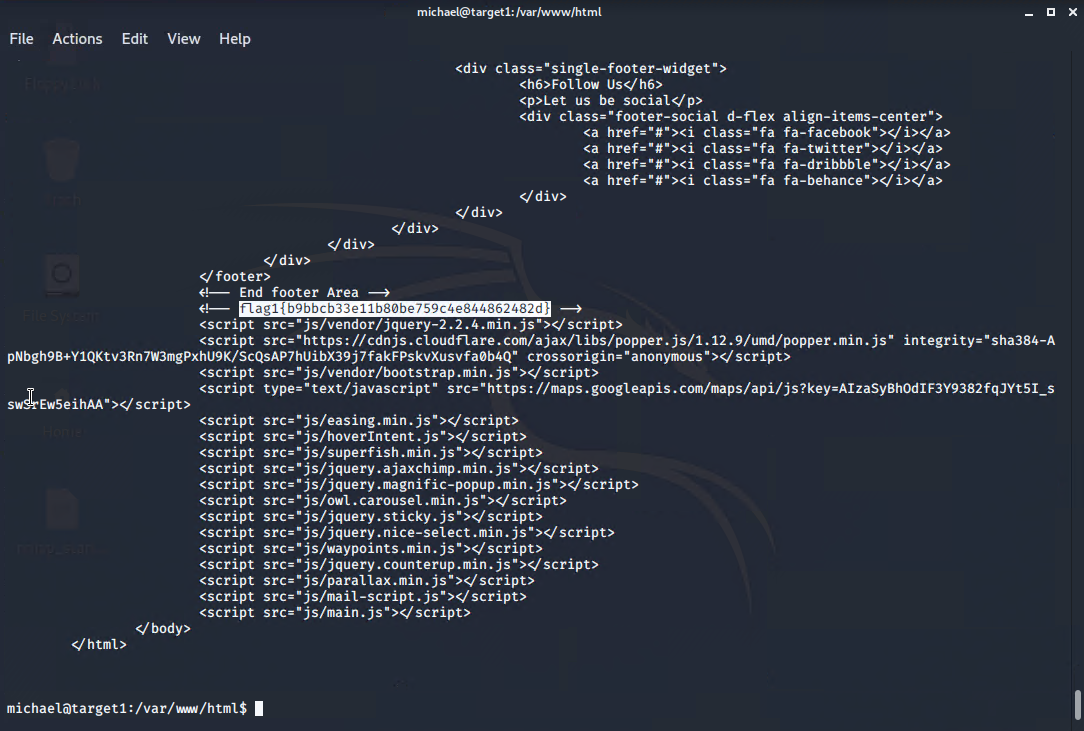 michael@target1:/var/www/html
File Actions Edit View Help
<div class="single-footer-widget">
<h6>Follow Us</h6>
<p>Let us be social</p>
<div class="footer-social d-flex align-items-center">
<a href="#"><i class="fa fa-facebook"></i></a>
<a href="#"><i class="fa fa-twitter"></i></a>
<a href="#"><i class="fa fa-dribbble"></i></a>
<a href="#"><i class="fa fa-behance"></i></a>
</div>
</div>
</div>
</div>
</div>
</footer>
<!-- End footer Area -->
<!-- flag1{b9bbcb33e11b80be759c4e844862482d} -->
<script src="js/vendor/jquery-2.2.4.min.js"></script>
<script src="https://cdnjs.cloudflare.com/ajax/libs/popper.js/1.12.9/umd/popper.min.js" integrity="sha384-A
pNbgh9B+Y1QKtv3Rn7W3mgPxhU9K/ScQsAP7hUibX39j7fakFPskvXusvfa0b4Q" crossorigin="anonymous"></script>
<script src="js/vendor/bootstrap.min.js"></script>
<script type="text/javascript" src="https://maps.googleapis.com/maps/api/js?key=AIzaSyBhOdIF3Y9382fqJYt5I_s
swSrEw5eihAA"></script>
<script src="js/easing.min.js"></script>
<script src="js/hoverIntent.js"></script>
<script src="js/superfish.min.js"></script>
<script src="js/jquery.ajaxchimp.min.js"></script>
<script src="js/jquery.magnific-popup.min.js"></script>
<script src="js/owl.carousel.min.js"></script>
<script src="js/jquery.sticky.js"></script>
<script src="js/jquery.nice-select.min.js"></script>
<script src="js/waypoints.min.js"></script>
<script src="js/jquery.counterup.min.js"></script>
<script src="js/parallax.min.js"></script>
<script src="js/mail-script.js"></script>
<script src="js/main.js"></script>
</body>
</html>
michael@target1:/var/www/html$